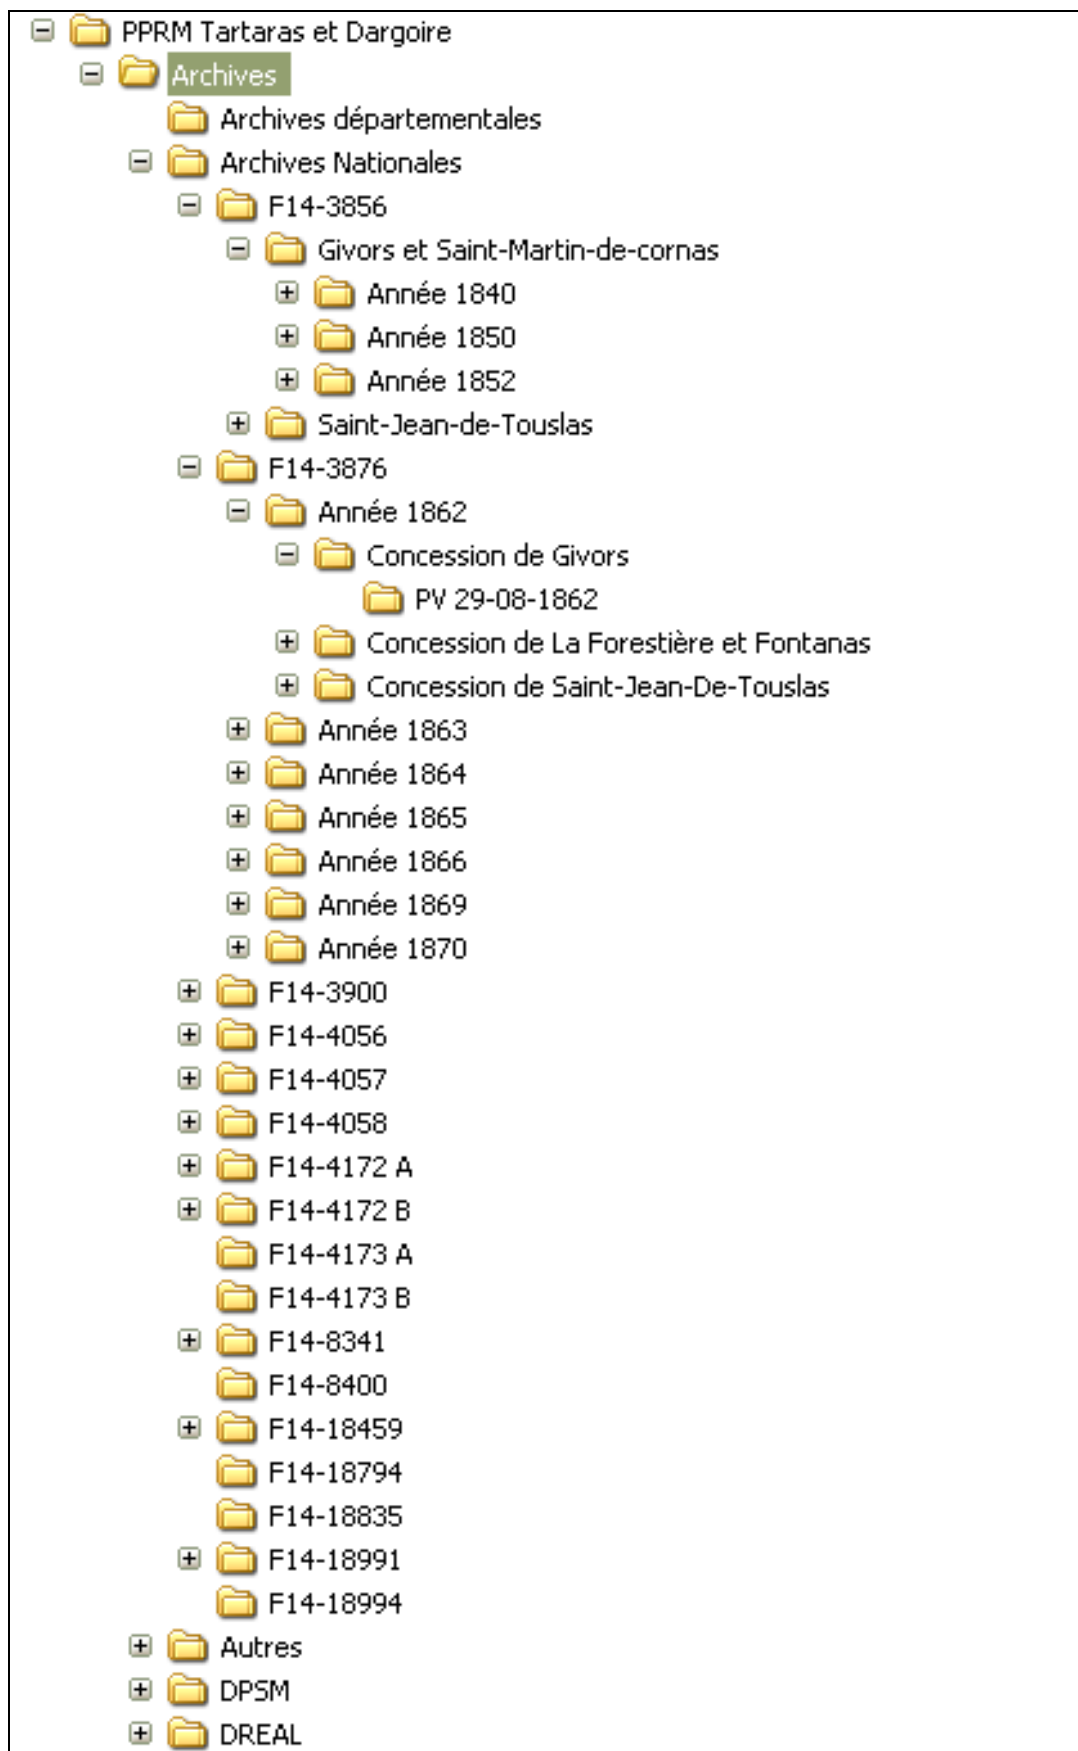 PPRM Tartaras et Dargoire
Archives
Archives départementales
Archives Nationales
F14-3856
Givors et Saint-Martin-de-cornas
Année 1840
Année 1850
Année 1852
Saint-Jean-de-Touslas
F14-3876
Année 1862
Concession de Givors
PV 29-08-1862
Concession de La Forestière et Fontanas
Concession de Saint-Jean-De-Touslas
Année 1863
Année 1864
Année 1865
Année 1866
Année 1869
Année 1870
F14-3900
F14-4056
F14-4057
F14-4058
F14-4172 A
F14-4172 B
F14-4173 A
F14-4173 B
F14-8341
F14-8400
F14-18459
F14-18794
F14-18835
F14-18991
F14-18994
Autres
DPSM
DREAL